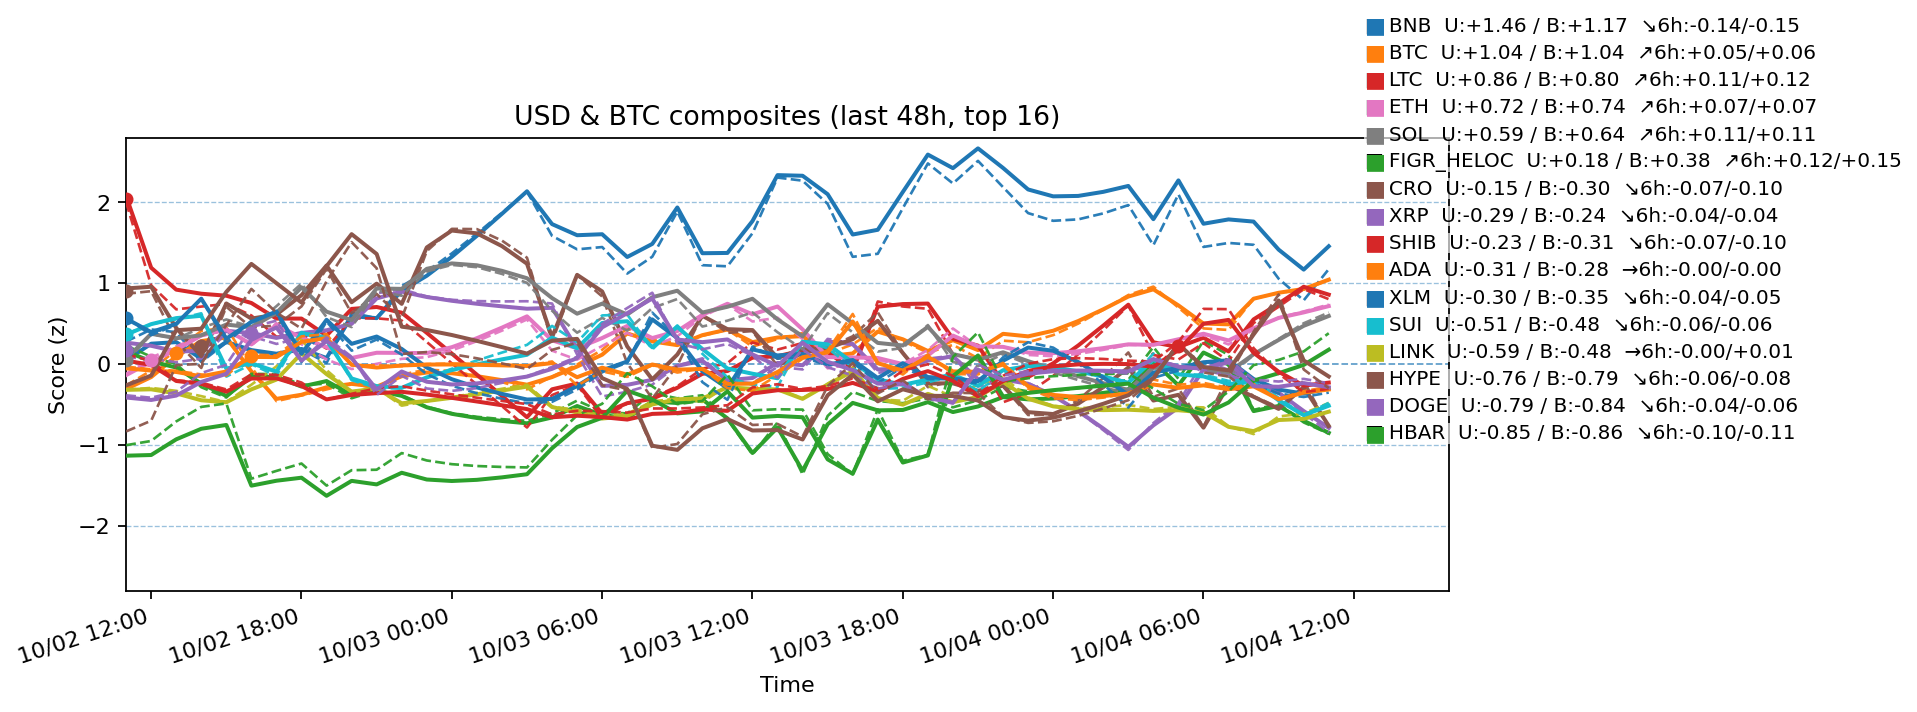 BNB U:+1.46 / B:+1.17 ↘6h:-0.14/-0.15
BTC U:+1.04 / B:+1.04 ↗6h:+0.05/+0.06
LTC U:+0.86 / B:+0.80 ↗6h:+0.11/+0.12
ETH U:+0.72 / B:+0.74 ↗6h:+0.07/+0.07
SOL U:+0.59 / B:+0.64 ↗6h:+0.11/+0.11
FIGR_HELOC U:+0.18 / B:+0.38 ↗6h:+0.12/+0.15
CRO U:-0.15 / B:-0.30 ↘6h:-0.07/-0.10
XRP U:-0.29 / B:-0.24 ↘6h:-0.04/-0.04
SHIB U:-0.23 / B:-0.31 ↘6h:-0.07/-0.10
ADA U:-0.31 / B:-0.28 →6h:-0.00/-0.00
XLM U:-0.30 / B:-0.35 ↘6h:-0.04/-0.05
SUI U:-0.51 / B:-0.48 ↘6h:-0.06/-0.06
LINK U:-0.59 / B:-0.48 →6h:-0.00/+0.01
HYPE U:-0.76 / B:-0.79 ↘6h:-0.06/-0.08
DOGE U:-0.79 / B:-0.84 ↘6h:-0.04/-0.06
HBAR U:-0.85 / B:-0.86 ↘6h:-0.10/-0.11
USD & BTC composites (last 48h, top 16)
Score (z)
2
1
0
−1
−2
10/02 12:00
10/02 18:00
10/03 00:00
10/03 06:00
10/03 12:00
10/03 18:00
10/04 00:00
10/04 06:00
10/04 12:00
Time